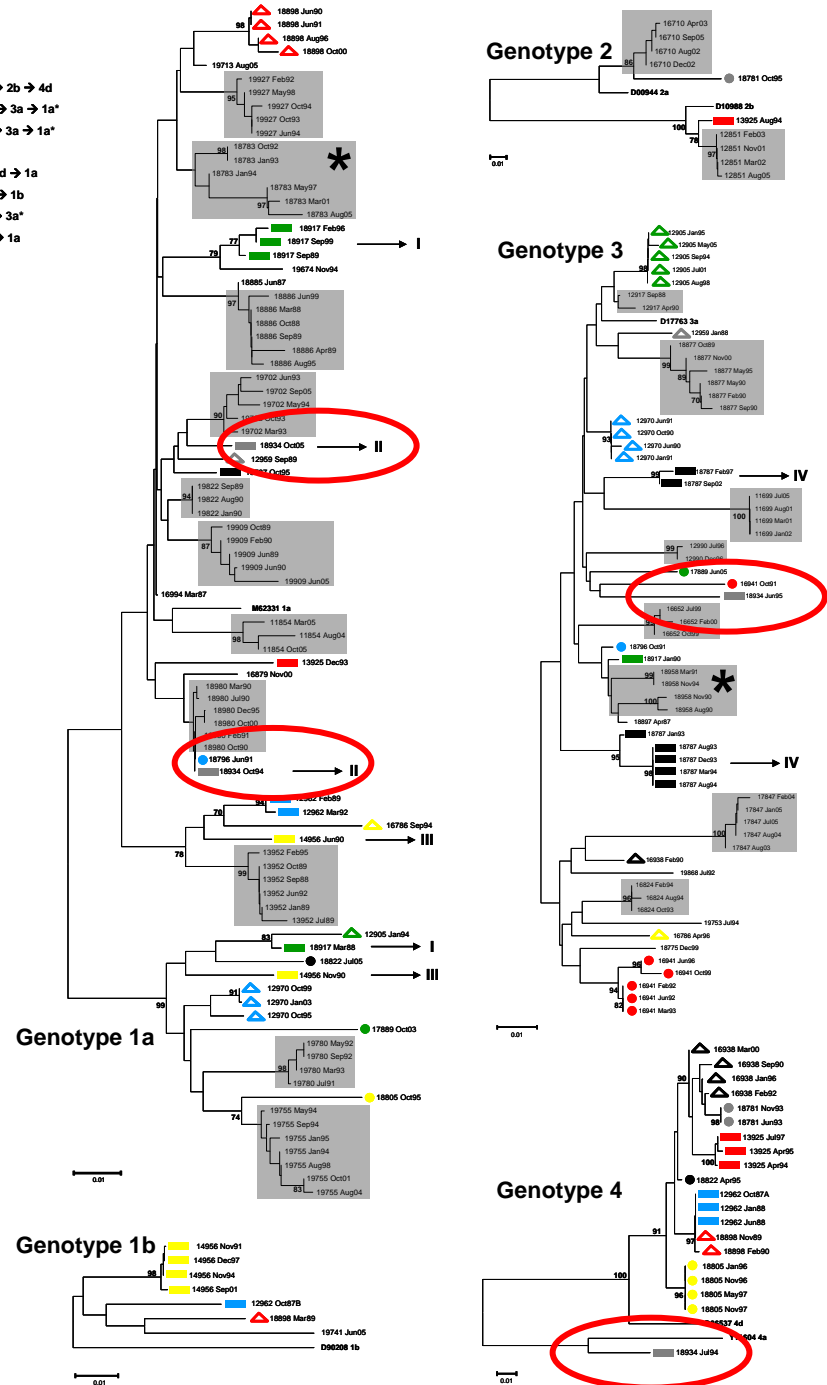 → 2b → 4d
→ 3a → 1a*
→ 3a → 1a*
d → 1a
→ 1b
→ 3a*
→ 1a
18898 Jun90
98
18898 Jun91
18898 Aug96
18898 Oct00
19713 Aug05
19927 Feb92
19927 May98
95
19927 Oct94
19927 Oct93
19927 Jun94
18783 Oct92
98
18783 Jan93
*
18783 Jan94
18783 May97
97
18783 Mar01
18783 Aug05
18917 Feb96
77
18917 Sep99
I
79
18917 Sep89
19674 Nov94
18885 Jun87
97
18886 Jun99
18886 Mar88
18886 Oct88
18886 Sep89
18886 Apr89
18886 Aug95
19702 Jun93
19702 Sep05
90
19702 May94
Oct93
19702 Mar93
18934 Oct05
II
12959 Sep89
Oct95
19822 Sep89
94
19822 Aug90
19822 Jan90
19909 Oct89
87
19909 Feb90
19909 Jun89
19909 Jun90
19909 Jun05
16994 Mar87
M62331 1a
11854 Mar05
98
11854 Aug04
11854 Oct05
13925 Dec93
16879 Nov00
18980 Mar90
18980 Jul90
18980 Dec95
18980 Oct00
Feb91
18980 Oct90
18796 Jun91
18934 Oct94
II
94
12962 Feb89
12962 Mar92
70
16786 Sep94
14956 Jun90
III
78
13952 Feb95
99
13952 Oct89
13952 Sep88
13952 Jun92
13952 Jan89
13952 Jul89
12905 Jan94
83
18917 Mar88
I
18822 Jul05
14956 Nov90
III
99
91
12970 Oct99
12970 Jan03
12970 Oct95
Genotype 1a
17889 Oct03
19780 May92
19780 Sep92
98
19780 Mar93
19780 Jul91
18805 Oct95
74
19755 May94
19755 Sep94
19755 Jan95
19755 Jan94
19755 Aug98
19755 Oct01
83
19755 Aug04
0.01
Genotype 1b
14956 Nov91
14956 Dec97
98
14956 Nov94
14956 Sep01
12962 Oct87B
18898 Mar89
19741 Jun05
D90208 1b
0.01
Genotype 2
16710 Apr03
16710 Sep05
16710 Aug02
86
16710 Dec02
18781 Oct95
D00944 2a
D10988 2b
100
13925 Aug94
78
12851 Feb03
97
12851 Nov01
12851 Mar02
12851 Aug05
0.01
Genotype 3
12905 Jan95
12905 May05
12905 Sep94
98
12905 Jul01
12905 Aug98
12917 Sep88
12917 Apr90
D17763 3a
12959 Jan88
18877 Oct89
99
18877 Nov00
89
18877 May95
18877 May90
70
18877 Feb90
18877 Sep90
12970 Jun91
12970 Oct90
93
12970 Jun90
12970 Jan91
99
18787 Feb97
IV
18787 Sep02
11699 Jul05
11699 Aug01
100
11699 Mar01
11699 Jan02
99
12990 Jul96
17889 Jun05
16941 Oct91
18934 Jun95
16652 Jul99
16652 Feb00
16652 Oct99
18796 Oct91
18917 Jan90
99
18958 Mar91
18958 Nov94
*
100
18958 Nov90
18958 Aug90
18897 Apr87
18787 Jan93
95
18787 Aug93
18787 Dec93
IV
98
18787 Mar94
18787 Aug94
17847 Feb04
17847 Jan05
17847 Jul05
100
17847 Aug04
17847 Aug03
16938 Feb90
19868 Jul92
16824 Feb94
96
16824 Aug94
16824 Oct93
19753 Jul94
16786 Apr96
18775 Dec99
96
16941 Jun96
16941 Oct99
94
16941 Feb92
16941 Jun92
82
16941 Mar93
0.01
Genotype 4
16938 Mar00
90
16938 Sep90
16938 Jan96
16938 Feb92
18781 Nov93
98
18781 Jun93
13925 Jul97
100
13925 Apr95
13925 Apr94
18822 Apr95
12962 Oct87A
12962 Jan88
91
12962 Jun88
97
18898 Nov89
18898 Feb90
100
18805 Jan96
18805 Nov96
96
18805 May97
18805 Nov97
4d
4a
18934 Jul94
0.01